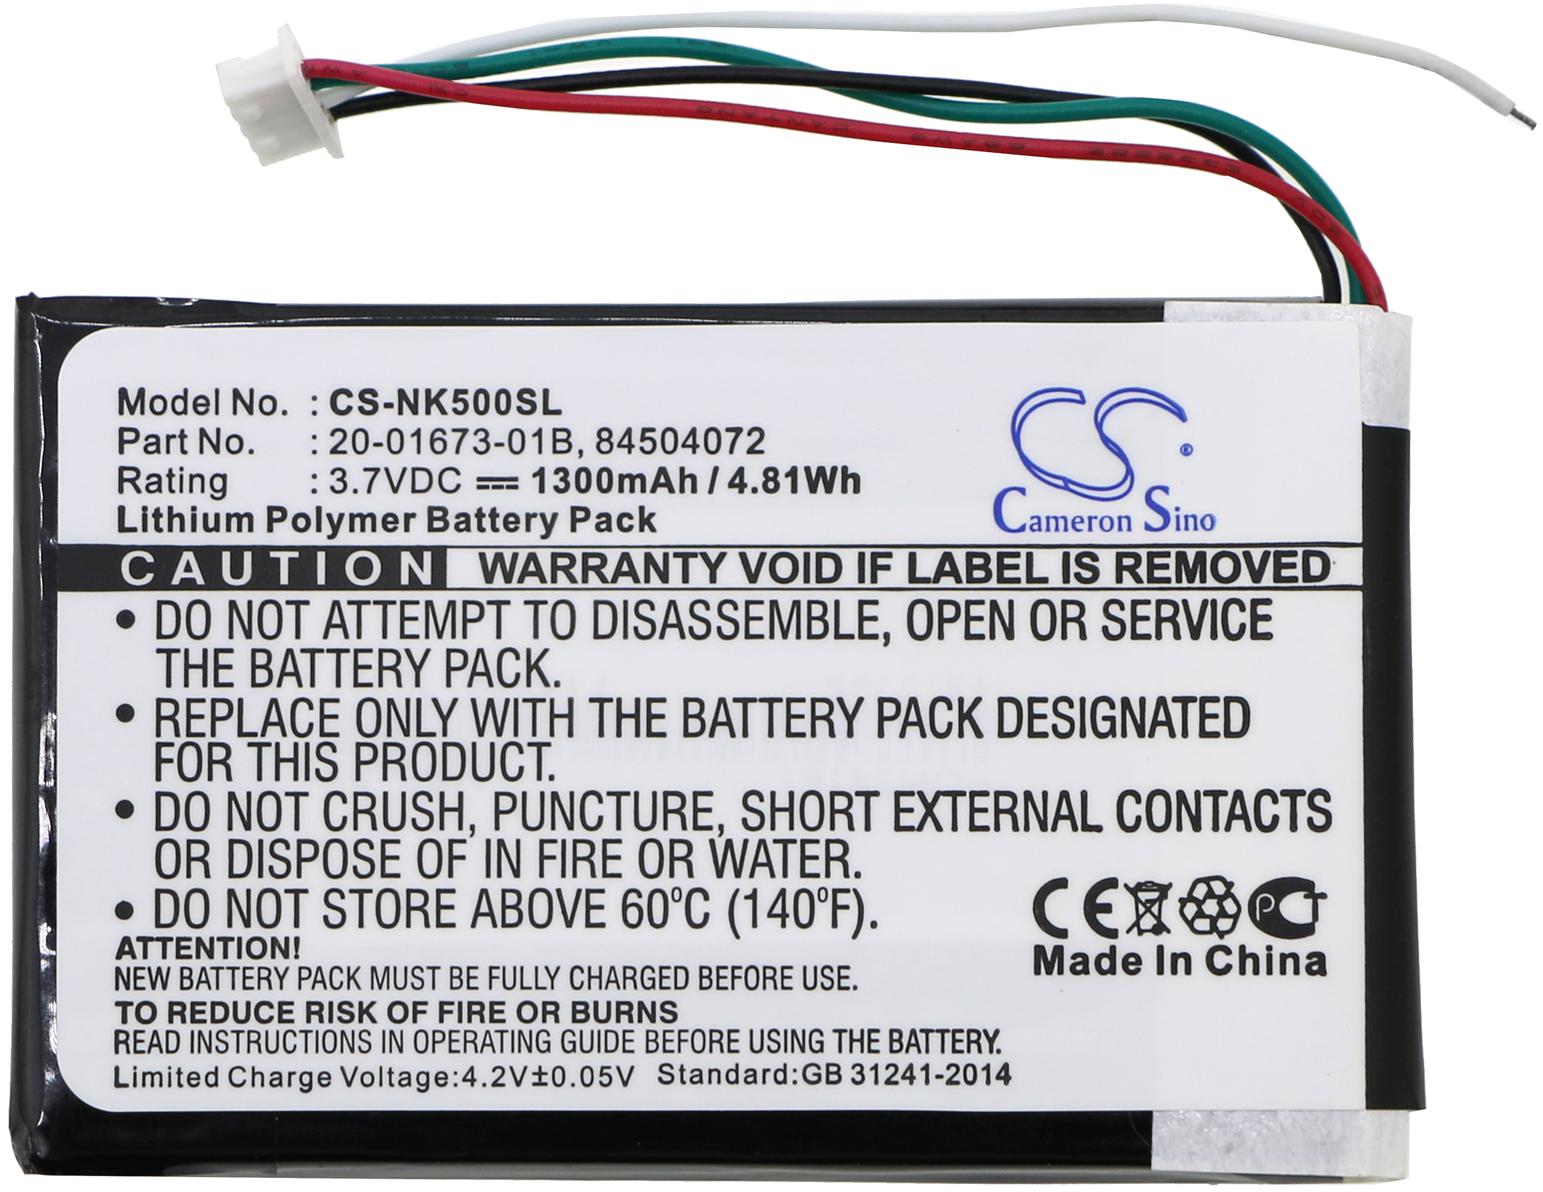 Model No. : CS-NK500SL
Part No. : 20-01673-01B, 84504072
Rating : 3.7VDC 1300mAh / 4.81Wh
Lithium Polymer Battery Pack
CS®
Cameron Sino
CAUTION WARRANTY VOID IF LABEL IS REMOVED
• DO NOT ATTEMPT TO DISASSEMBLE, OPEN OR SERVICE
THE BATTERY PACK.
• REPLACE ONLY WITH THE BATTERY PACK DESIGNATED
FOR THIS PRODUCT.
• DO NOT CRUSH, PUNCTURE, SHORT EXTERNAL CONTACTS
OR DISPOSE OF IN FIRE OR WATER.
• DO NOT STORE ABOVE 60°C (140°F).
CE PCT
Made In China
ATTENTION!
NEW BATTERY PACK MUST BE FULLY CHARGED BEFORE USE.
TO REDUCE RISK OF FIRE OR BURNS
READ INSTRUCTIONS IN OPERATING GUIDE BEFORE USING THE BATTERY.
Limited Charge Voltage:4.2V±0.05V Standard:GB 31241-2014